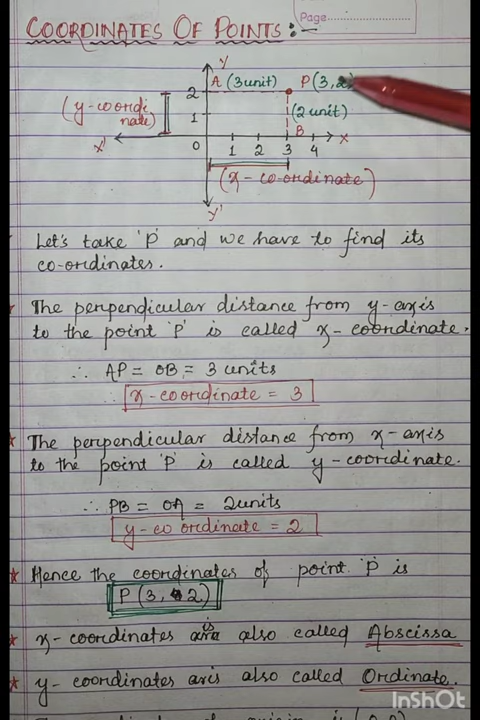 Page
COORDINATES OF POINTS:-
Y
A (3unit) P(3,2)
2
(y-coordinate)
1
(2 unit)
B
X' 0 1 2 3 4 X
(x-co-ordinate)
Y'
Let's take 'P' and we have to find its
co-ordinates.
The perpendicular distance from y-axis
to the point 'P' is called x-coordinate.
∴ AP = OB = 3 units
∴ x-coordinate = 3
* The perpendicular distance from x-axis
to the point 'P' is called y-coordinate.
∴ PB = OA = 2units
y-co ordinate = 2
* Hence the coordinates of point 'P' is
P(3, 2)
* x-coordinates is also called Abscissa
* y-coordinates axis also called Ordinate.
InShOt